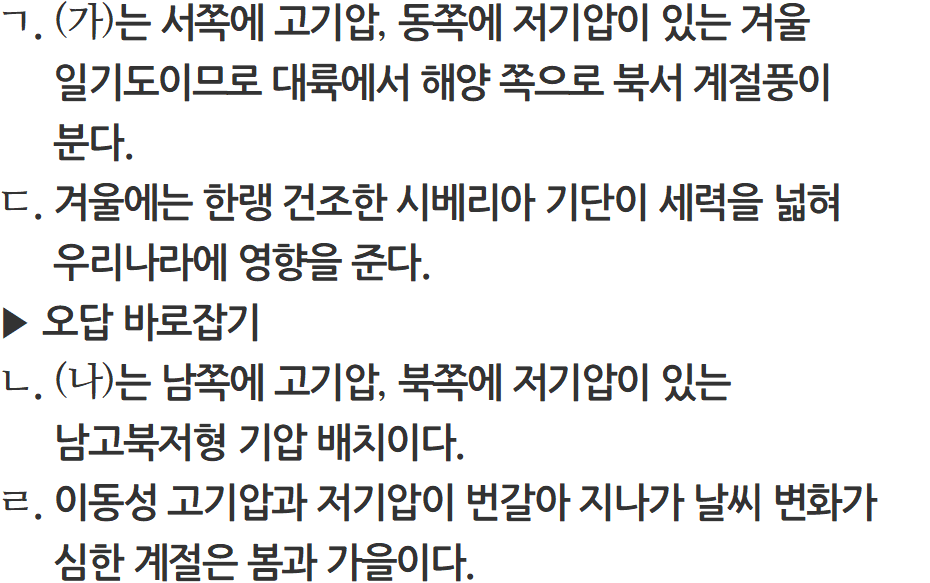 ㄱ. (가)는 서쪽에 고기압, 동쪽에 저기압이 있는 겨울
일기도이므로 대륙에서 해양 쪽으로 북서 계절풍이
분다.
ㄷ. 겨울에는 한랭 건조한 시베리아 기단이 세력을 넓혀
우리나라에 영향을 준다.
▶ 오답 바로잡기
ㄴ. (나)는 남쪽에 고기압, 북쪽에 저기압이 있는
남고북저형 기압 배치이다.
ㄹ. 이동성 고기압과 저기압이 번갈아 지나가 날씨 변화가
심한 계절은 봄과 가을이다.